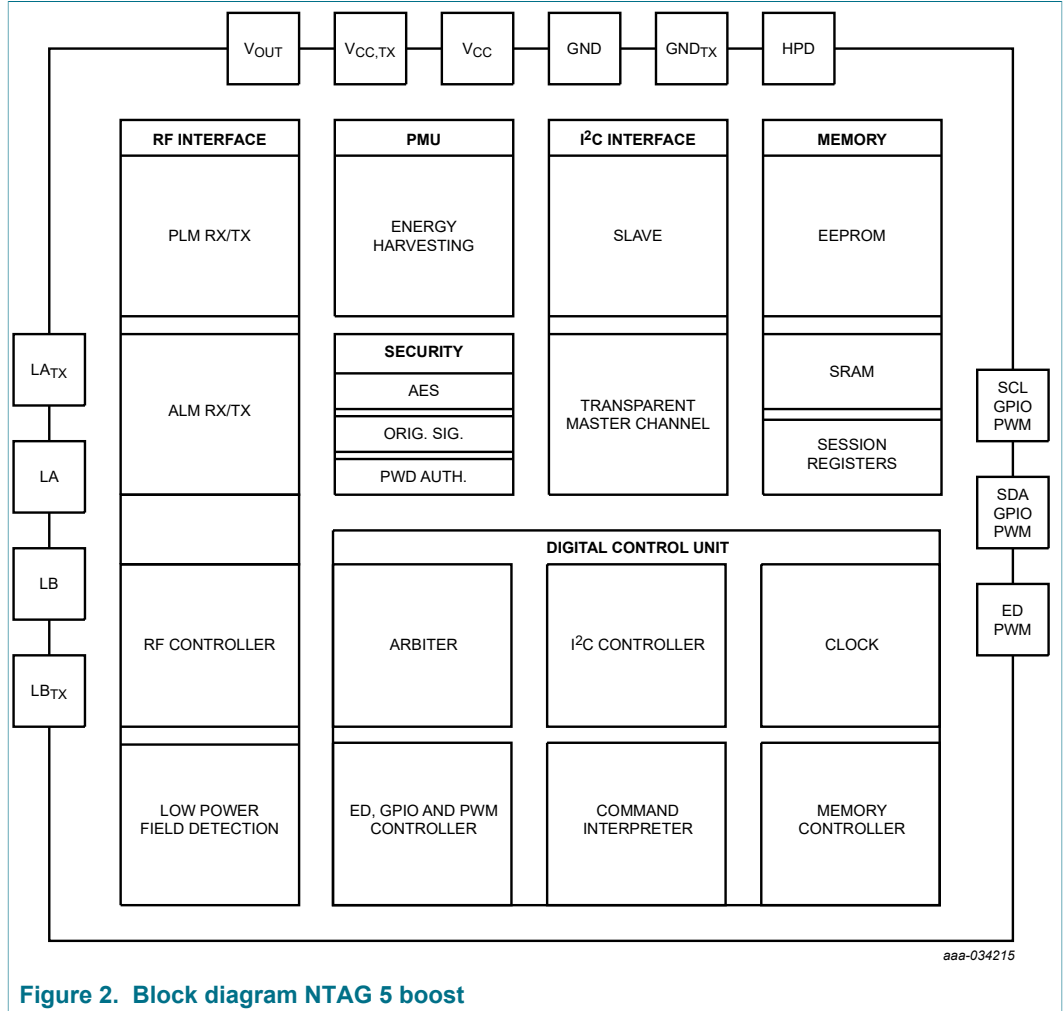 VOUT
VCC,TX
VCC
GND
GNDTX
HPD
RF INTERFACE
PLM RX/TX
ALM RX/TX
RF CONTROLLER
LOW POWER
FIELD DETECTION
PMU
ENERGY
HARVESTING
SECURITY
AES
ORIG. SIG.
PWD AUTH.
I2C INTERFACE
SLAVE
TRANSPARENT
MASTER CHANNEL
MEMORY
EEPROM
SRAM
SESSION
REGISTERS
DIGITAL CONTROL UNIT
ARBITER
I2C CONTROLLER
CLOCK
ED, GPIO AND PWM
CONTROLLER
COMMAND
INTERPRETER
MEMORY
CONTROLLER
LATX
LA
LB
LBTX
SCL
GPIO
PWM
SDA
GPIO
PWM
ED
PWM
aaa-034215
Figure 2. Block diagram NTAG 5 boost